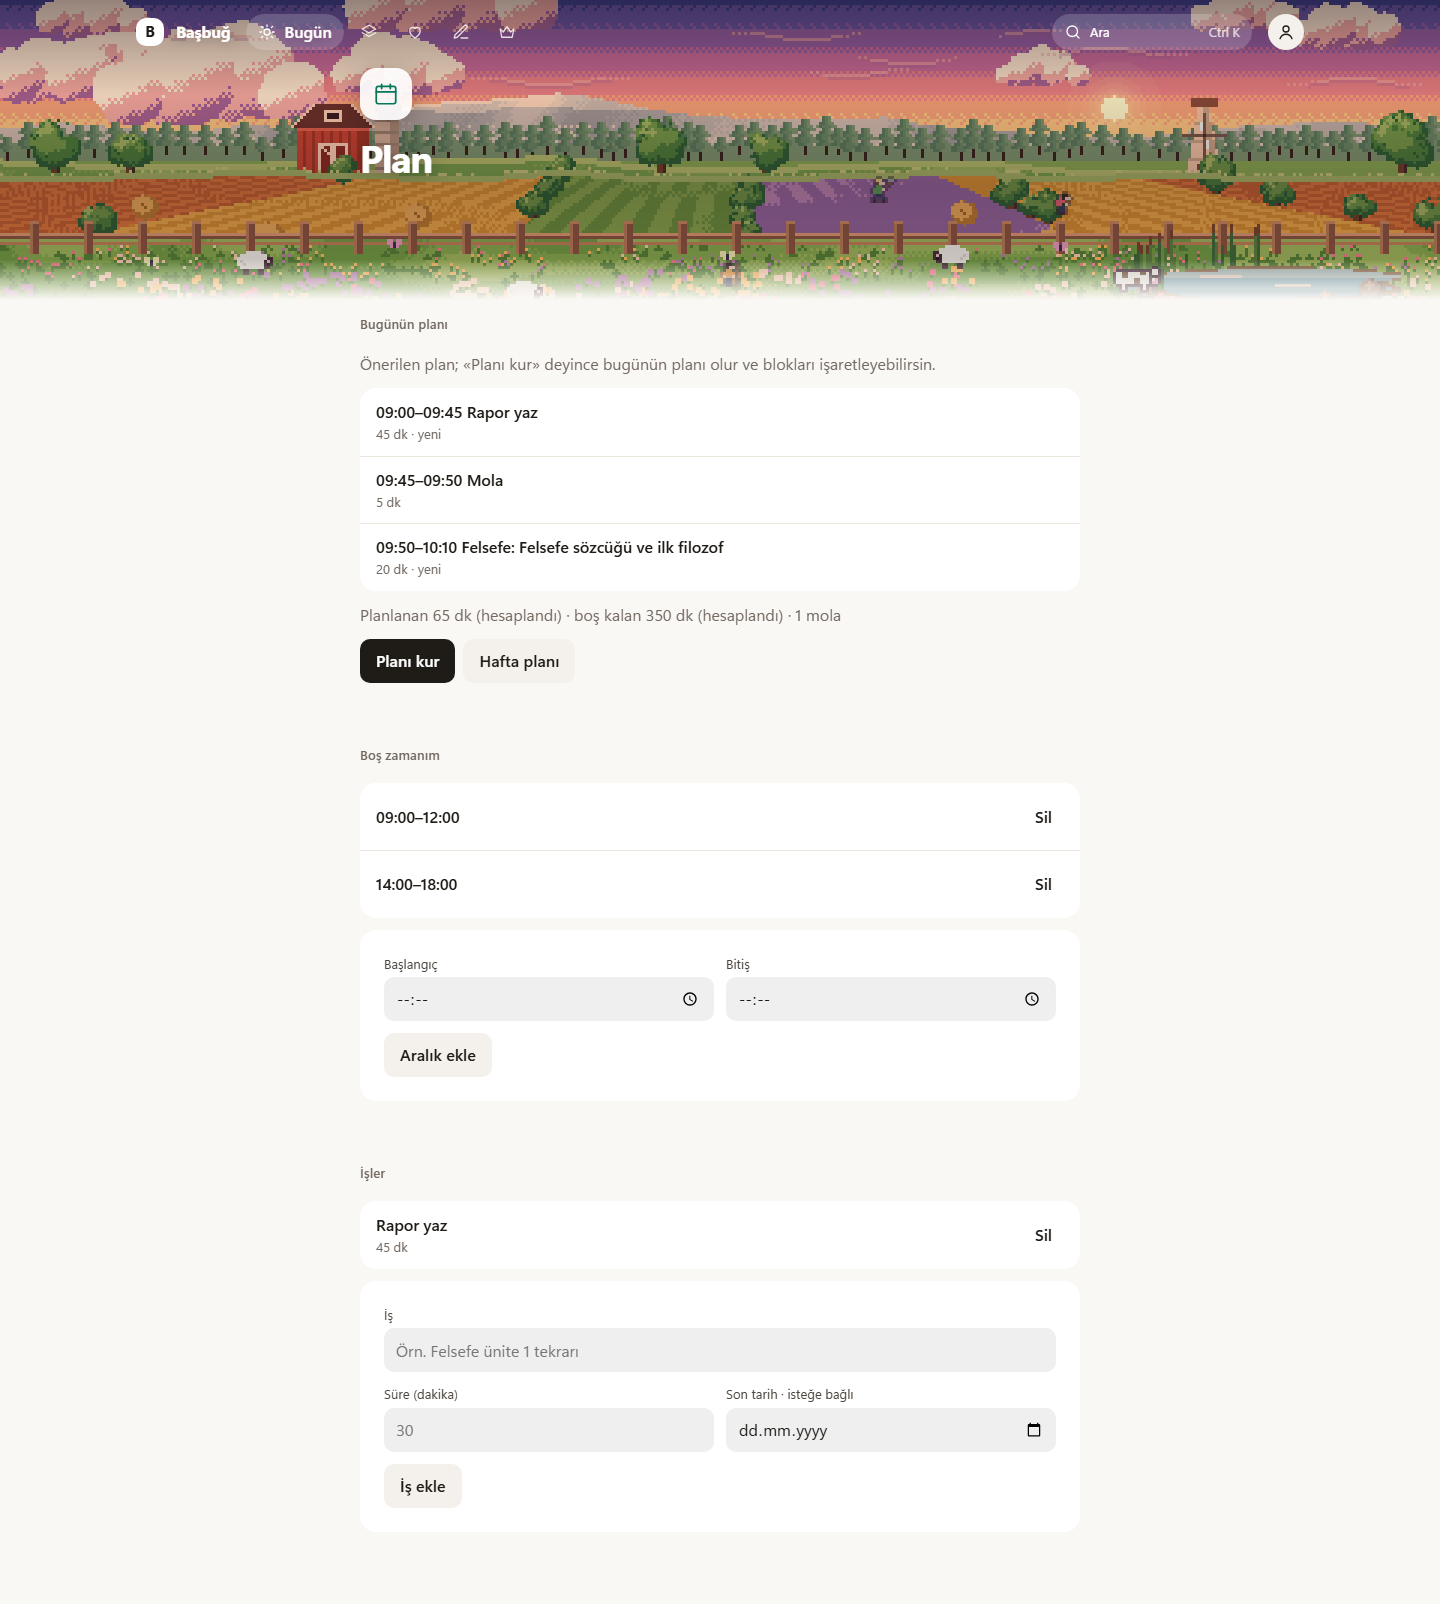 B Başbuğ Bugün Ara Ctrl K
Plan
Bugünün planı
Önerilen plan; «Planı kur» deyince bugünün planı olur ve blokları işaretleyebilirsin.
09:00–09:45 Rapor yaz
45 dk · yeni
09:45–09:50 Mola
5 dk
09:50–10:10 Felsefe: Felsefe sözcüğü ve ilk filozof
20 dk · yeni
Planlanan 65 dk (hesaplandı) · boş kalan 350 dk (hesaplandı) · 1 mola
Planı kur Hafta planı
Boş zamanım
09:00–12:00 Sil
14:00–18:00 Sil
Başlangıç Bitiş
--:-- --:--
Aralık ekle
İşler
Rapor yaz
45 dk Sil
İş
Örn. Felsefe ünite 1 tekrarı
Süre (dakika) Son tarih · isteğe bağlı
30 dd.mm.yyyy
İş ekle